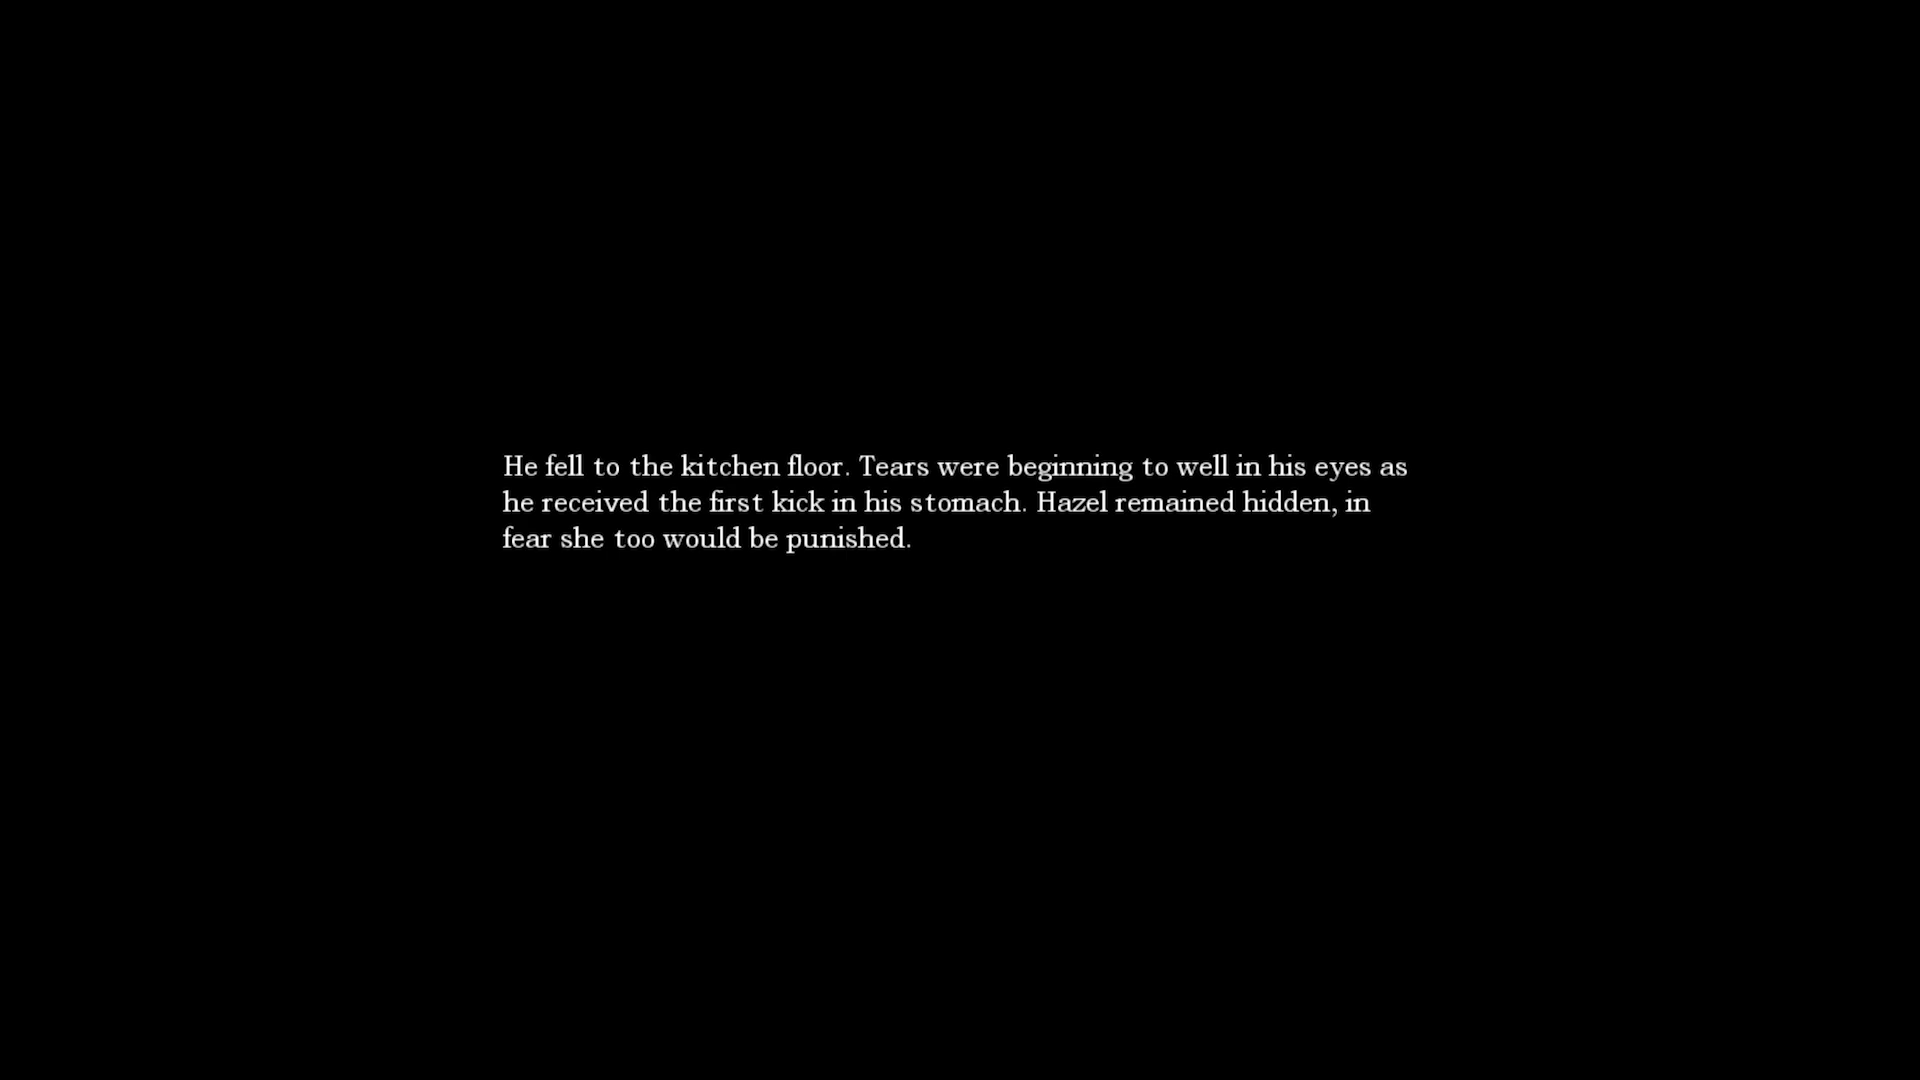 He fell to the kitchen floor. Tears were beginning to well in his eyes as
he received the first kick in his stomach. Hazel remained hidden, in
fear she too would be punished.